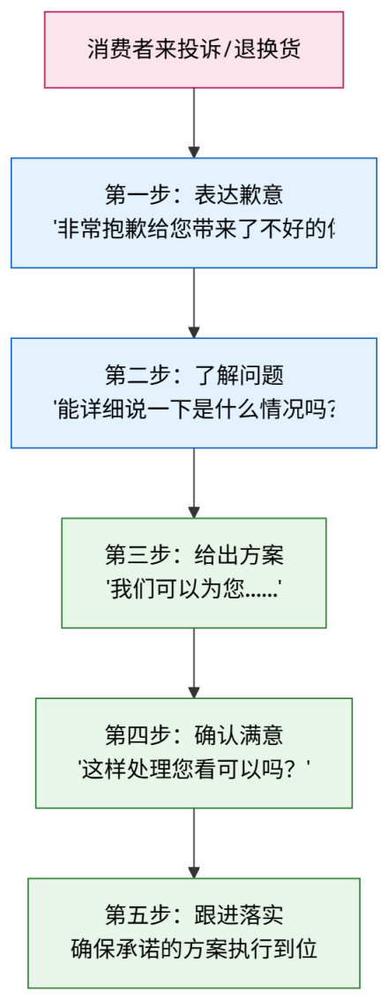 消费者来投诉/退换货
第一步：表达歉意
'非常抱歉给您带来了不好的
第二步：了解问题
'能详细说一下是什么情况吗?
第三步：给出方案
'我们可以为您......'
第四步：确认满意
'这样处理您看可以吗？'
第五步：跟进落实
确保承诺的方案执行到位